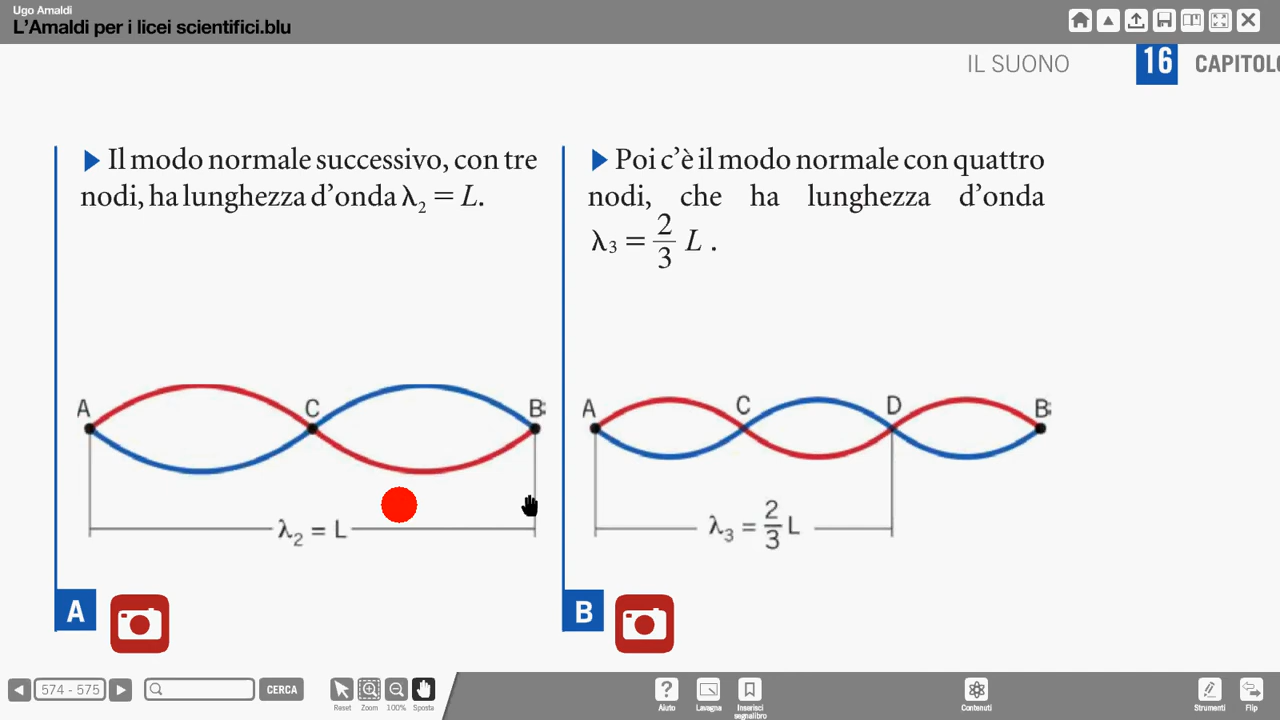 Ugo Amaldi
L'Amaldi per i licei scientifici.blu
IL SUONO 16 CAPITOLO
▶ Il modo normale successivo, con tre
nodi, ha lunghezza d'onda λ₂ = L.
▶ Poi c'è il modo normale con quattro
nodi, che ha lunghezza d'onda
λ₃ = 2/3 L .
A C B
λ₂ = L
A C D B
λ₃ = 2/3 L
A
B
574 - 575
CERCA
Reset
Zoom
100%
Sposta
Aiuto
Lavagna
Inserisci
segnalibro
Contenuti
Strumenti
Flip